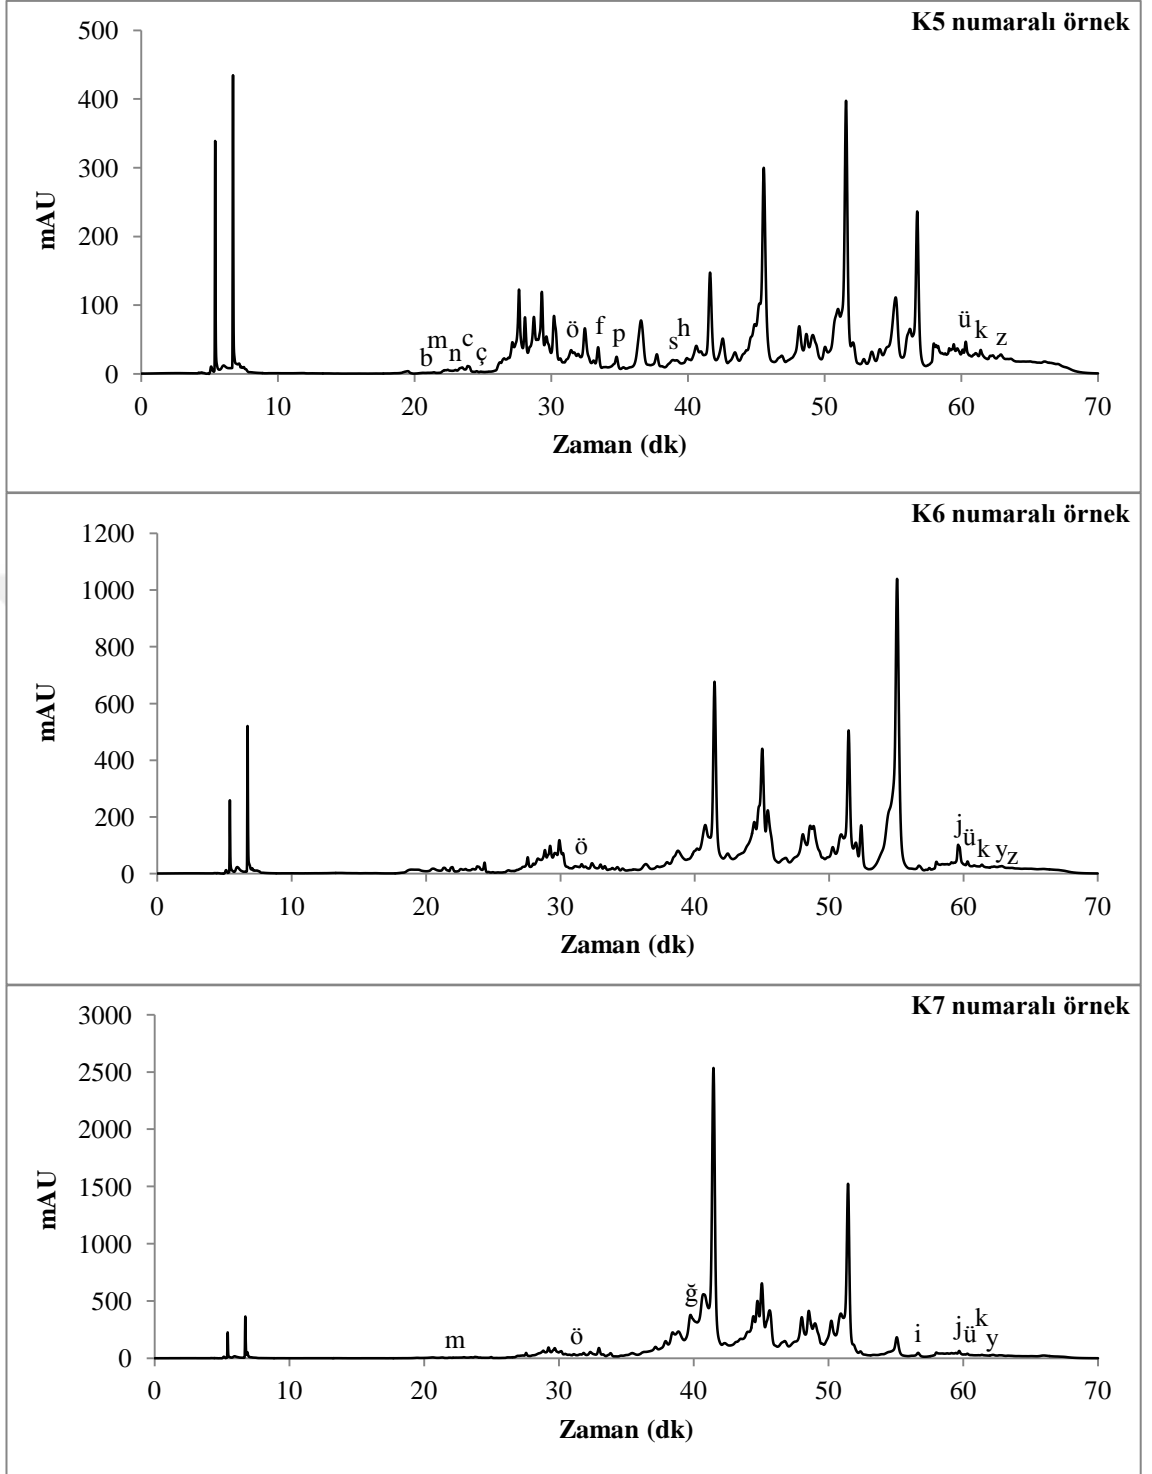 K5 numaralı örnek
500
400
300
200
100
0
mAU
b m n c ç ö f p s h ü k z
0 10 20 30 40 50 60 70
Zaman (dk)
K6 numaralı örnek
1200
1000
800
600
400
200
0
mAU
ö j ü k y z
0 10 20 30 40 50 60 70
Zaman (dk)
K7 numaralı örnek
3000
2500
2000
1500
1000
500
0
mAU
m ö ğ i j ü k y
0 10 20 30 40 50 60 70
Zaman (dk)